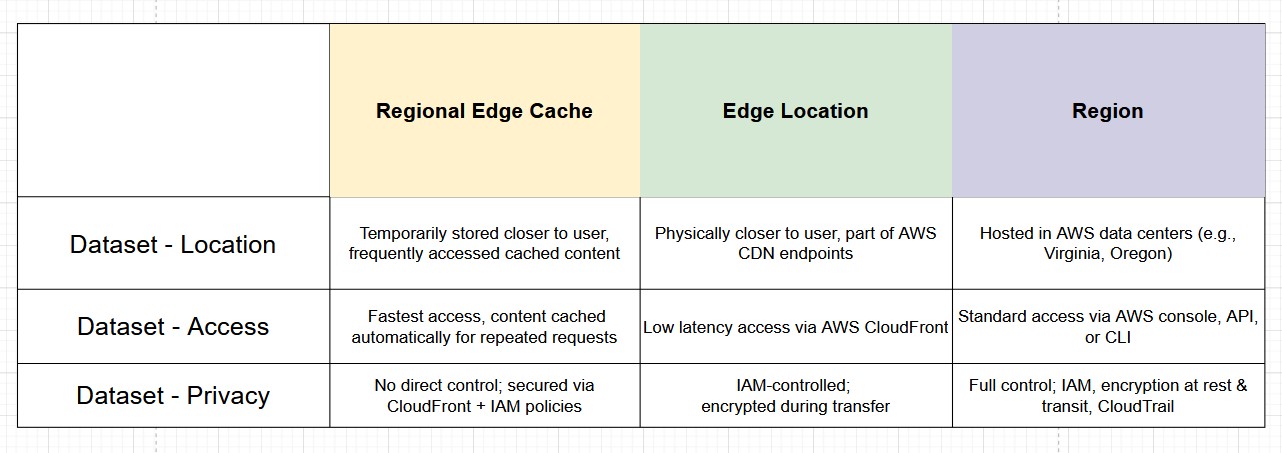 Regional Edge Cache
Edge Location
Region
Dataset - Location
Temporarily stored closer to user,
frequently accessed cached content
Physically closer to user, part of AWS
CDN endpoints
Hosted in AWS data centers (e.g.,
Virginia, Oregon)
Dataset - Access
Fastest access, content cached
automatically for repeated requests
Low latency access via AWS CloudFront
Standard access via AWS console, API,
or CLI
Dataset - Privacy
No direct control; secured via
CloudFront + IAM policies
IAM-controlled;
encrypted during transfer
Full control; IAM, encryption at rest &
transit, CloudTrail